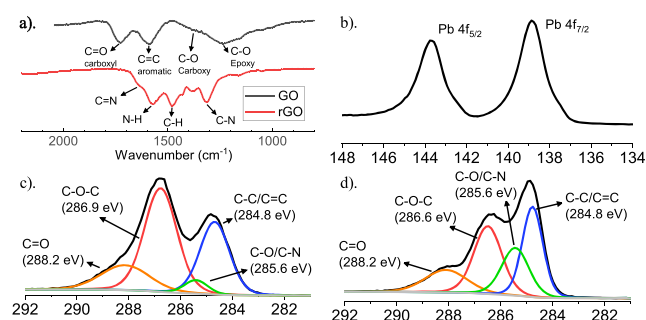 a).
C=O
carboxyl
C=C
aromatic
C-O
Carboxy
C-O
Epoxy
C=N
N-H
C-H
C-N
GO
rGO
2000 1500 1000
Wavenumber (cm-1)
b).
Pb 4f5/2
Pb 4f7/2
148 146 144 142 140 138 136 134
c).
C-O-C
(286.9 eV)
C=O
(288.2 eV)
C-C/C=C
(284.8 eV)
C-O/C-N
(285.6 eV)
292 290 288 286 284 282
d).
C-O/C-N
(285.6 eV)
C-O-C
(286.6 eV)
C=O
(288.2 eV)
C-C/C=C
(284.8 eV)
292 290 288 286 284 282